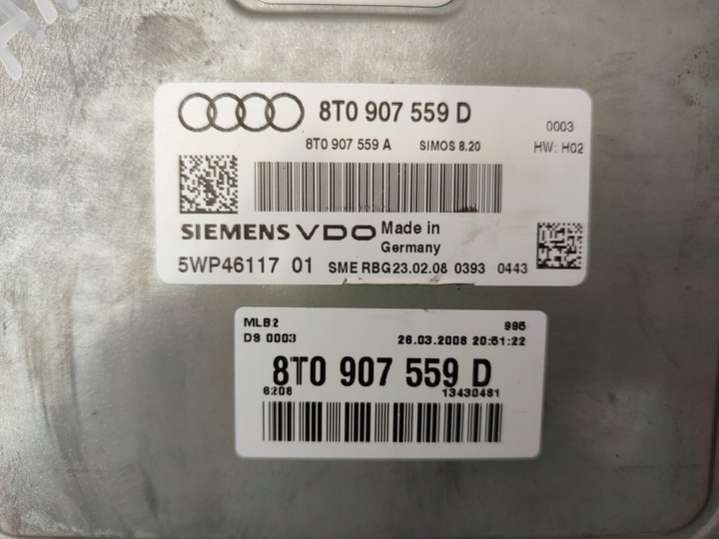 8T0 907 559 D
0003
8T0 907 559 A SIMOS 8.20 HW: H02
SIEMENS VDO Made in Germany
5WP46117 01 SME RBG23.02.08 0393 0443
MLB2 995
DS 0003 26.03.2008 20:51:22
8T0 907 559 D
6208 13430481